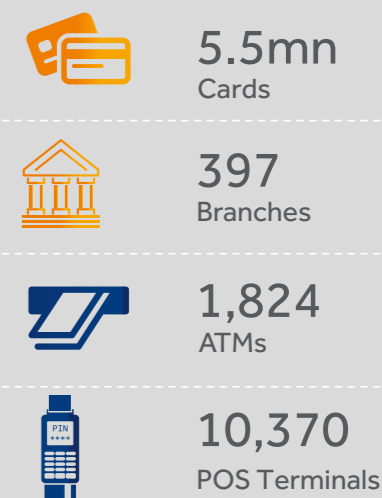 5.5mn
Cards
397
Branches
1,824
ATMs
PIN
****
10,370
POS Terminals